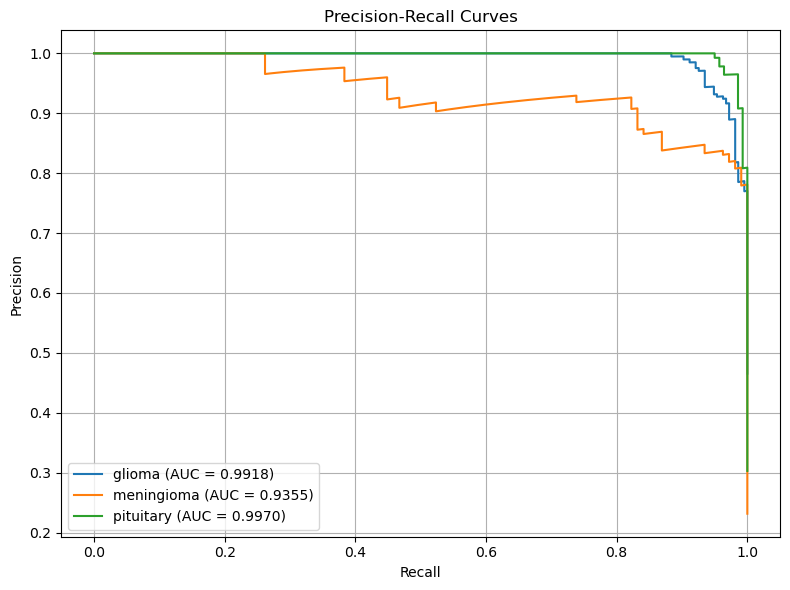 Precision-Recall Curves
1.0
0.9
0.8
0.7
0.6
0.5
0.4
0.3
0.2
Precision
glioma (AUC = 0.9918)
meningioma (AUC = 0.9355)
pituitary (AUC = 0.9970)
0.0
0.2
0.4
0.6
0.8
1.0
Recall